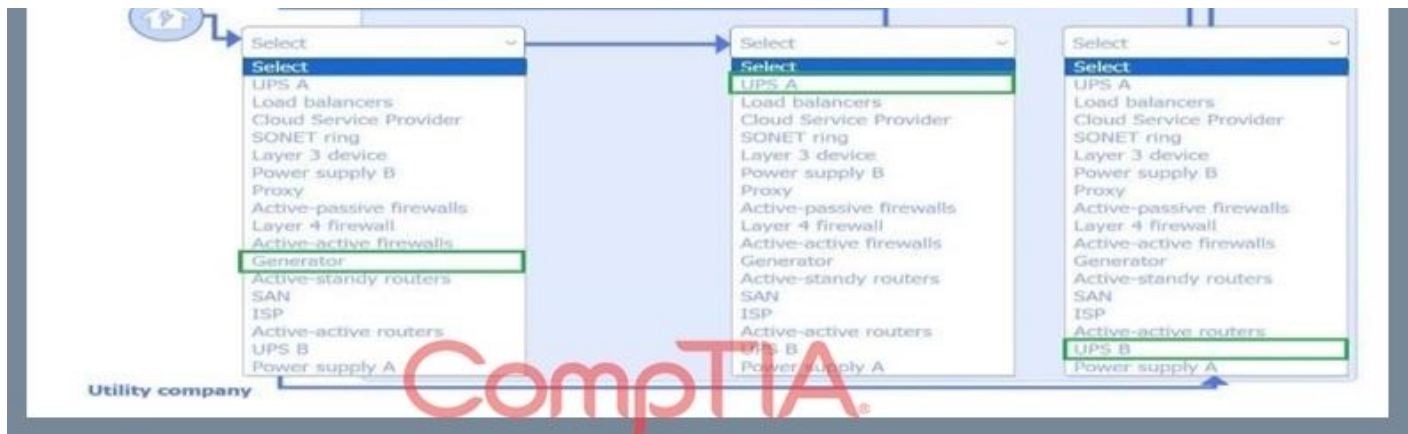 Select
Select
UPS A
Load balancers
Cloud Service Provider
SONET ring
Layer 3 device
Power supply B
Proxy
Active-passive firewalls
Layer 4 firewall
Active-active firewalls
Generator
Active-standy routers
SAN
ISP
Active-active routers
UPS B
Power supply A
Select
Select
UPS A
Load balancers
Cloud Service Provider
SONET ring
Layer 3 device
Power supply B
Proxy
Active-passive firewalls
Layer 4 firewall
Active-active firewalls
Generator
Active-standy routers
SAN
ISP
Active-active routers
UPS B
Power supply A
Select
Select
UPS A
Load balancers
Cloud Service Provider
SONET ring
Layer 3 device
Power supply B
Proxy
Active-passive firewalls
Layer 4 firewall
Active-active firewalls
Generator
Active-standy routers
SAN
ISP
Active-active routers
UPS B
Power supply A
Utility company
CompTIA®